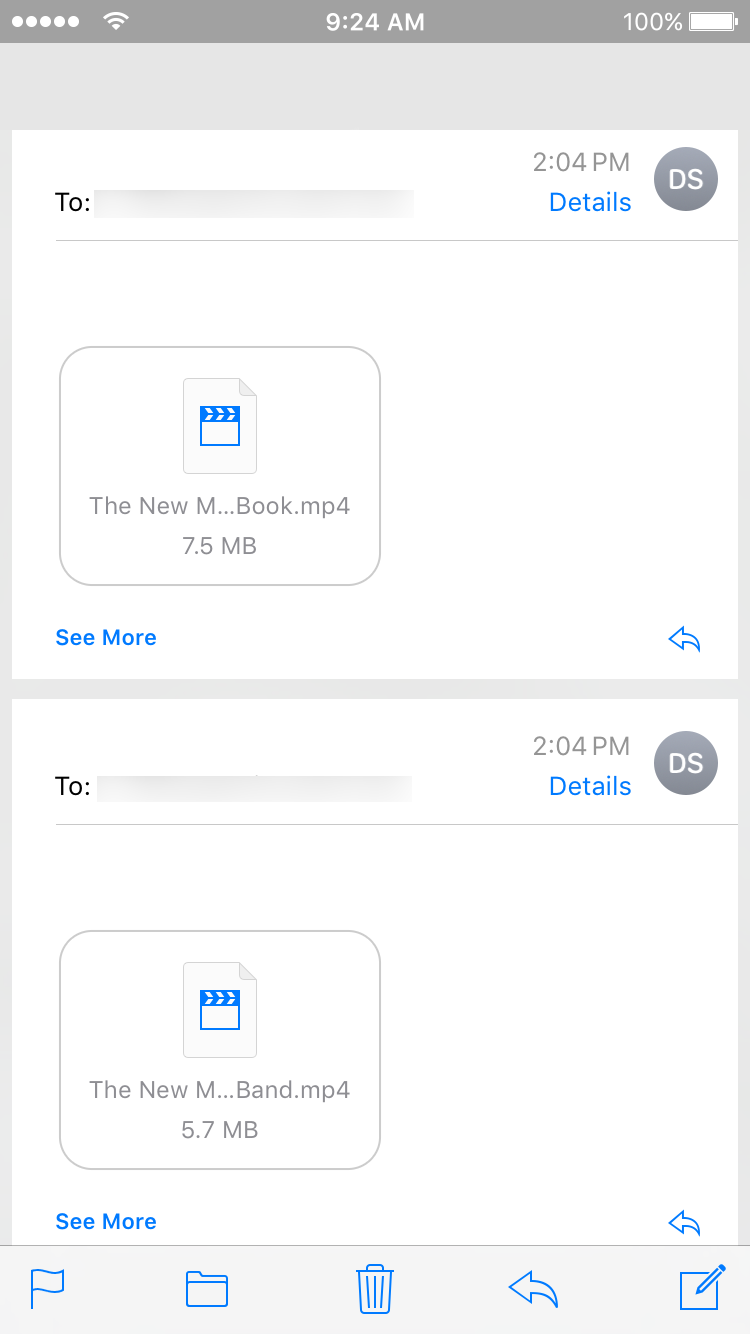 9:24 AM
100%
2:04 PM
DS
To:
Details
The New M...Book.mp4
7.5 MB
See More
2:04 PM
DS
To:
Details
The New M...Band.mp4
5.7 MB
See More